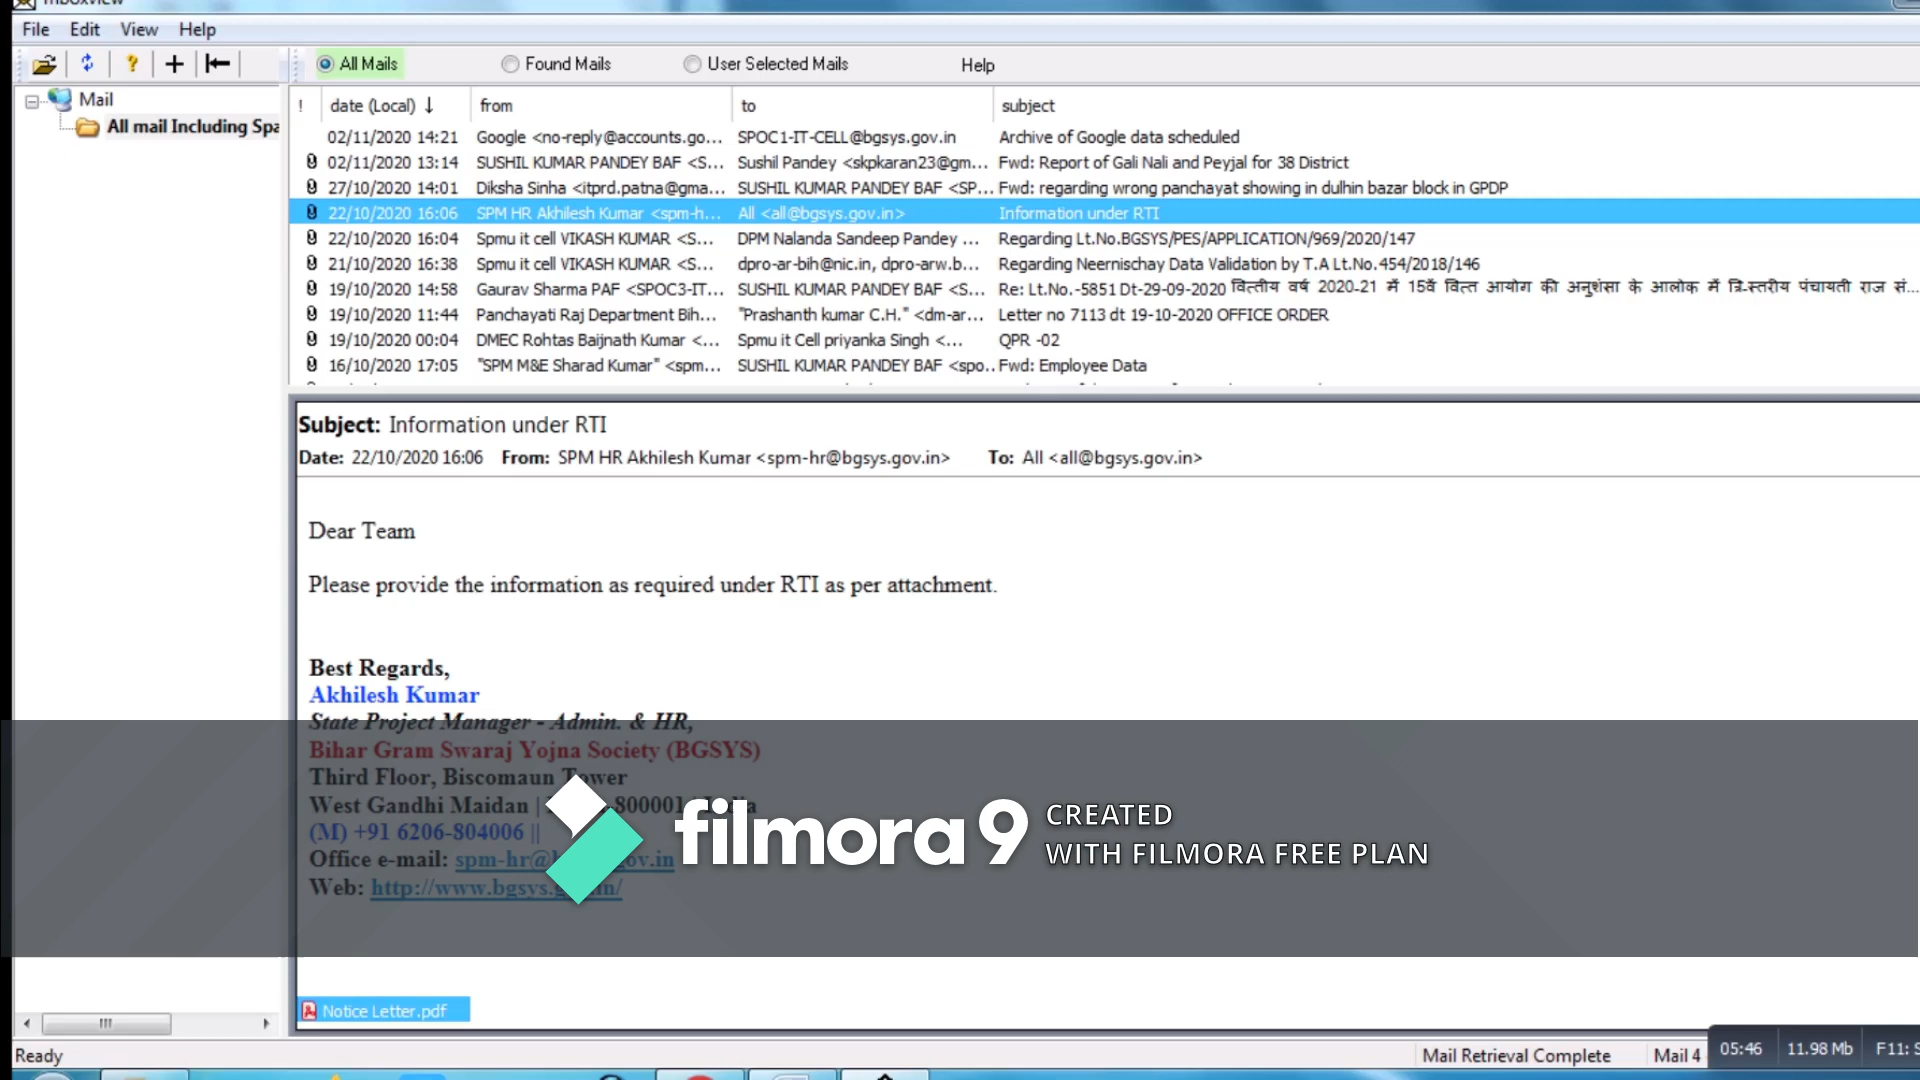 mboxview
File Edit View Help
All Mails Found Mails User Selected Mails Help
Mail
All mail Including Spa
! date (Local) ↓ from to subject
02/11/2020 14:21 Google <no-reply@accounts.go... SPOC1-IT-CELL@bgsys.gov.in Archive of Google data scheduled
02/11/2020 13:14 SUSHIL KUMAR PANDEY BAF <S... Sushil Pandey <skpkaran23@gm... Fwd: Report of Gali Nali and Peyjal for 38 District
27/10/2020 14:01 Diksha Sinha <itprd.patna@gma... SUSHIL KUMAR PANDEY BAF <SP... Fwd: regarding wrong panchayat showing in dulhin bazar block in GPDP
22/10/2020 16:06 SPM HR Akhilesh Kumar <spm-h... All <all@bgsys.gov.in> Information under RTI
22/10/2020 16:04 Spmu it cell VIKASH KUMAR <S... DPM Nalanda Sandeep Pandey ... Regarding Lt.No.BGSYS/PES/APPLICATION/969/2020/147
21/10/2020 16:38 Spmu it cell VIKASH KUMAR <S... dpro-ar-bih@nic.in, dpro-arw.b... Regarding Neernischay Data Validation by T.A Lt.No.454/2018/146
19/10/2020 14:58 Gaurav Sharma PAF <SPOC3-IT... SUSHIL KUMAR PANDEY BAF <S... Re: Lt.No.-5851 Dt-29-09-2020 वित्तीय वर्ष 2020-21 में 15वें वित्त आयोग की अनुशंसा के आलोक में त्रि-स्तरीय पंचायती राज सं...
19/10/2020 11:44 Panchayati Raj Department Bih... "Prashanth kumar C.H." <dm-ar... Letter no 7113 dt 19-10-2020 OFFICE ORDER
19/10/2020 00:04 DMEC Rohtas Baijnath Kumar <... Spmu it Cell priyanka Singh <... QPR -02
16/10/2020 17:05 "SPM M&E Sharad Kumar" <spm... SUSHIL KUMAR PANDEY BAF <spo... Fwd: Employee Data
Subject: Information under RTI
Date: 22/10/2020 16:06 From: SPM HR Akhilesh Kumar <spm-hr@bgsys.gov.in> To: All <all@bgsys.gov.in>
Dear Team
Please provide the information as required under RTI as per attachment.
Best Regards,
Akhilesh Kumar
State Project Manager - Admin. & HR,
Bihar Gram Swaraj Yojna Society (BGSYS)
Third Floor, Biscomaun Tower
West Gandhi Maidan | 800001
(M) +91 6206-804006 ||
Office e-mail: spm-hr@ gov.in
Web: http://www.bgsys. in/
filmora 9 CREATED
WITH FILMORA FREE PLAN
Notice Letter.pdf
Ready Mail Retrieval Complete Mail 4 05:46 11.98 Mb F11: S